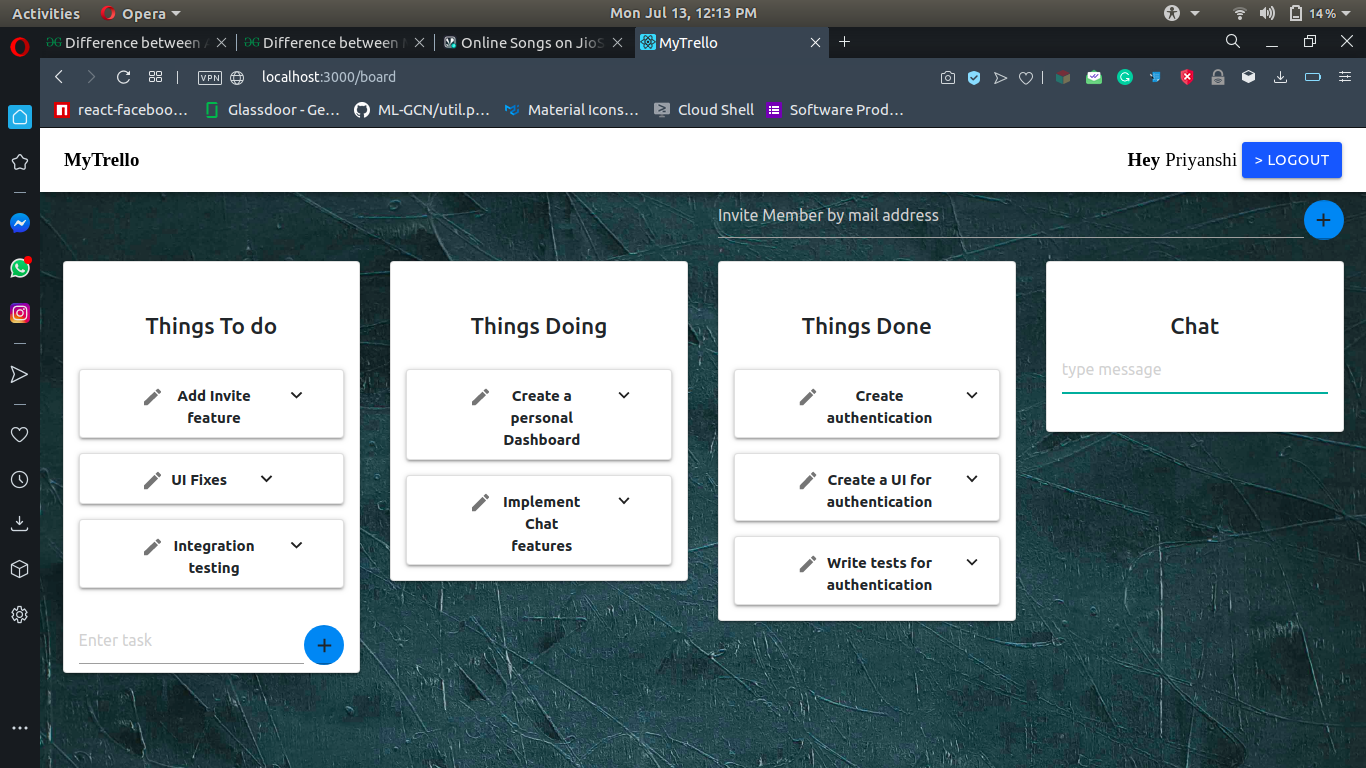 Activities Opera Mon Jul 13, 12:13 PM 14%
Difference between Difference between Online Songs on JioS MyTrello
VPN localhost:3000/board
react-faceboo... Glassdoor - Ge... ML-GCN/util.p... Material Icons... Cloud Shell Software Prod...
MyTrello Hey Priyanshi > LOGOUT
Invite Member by mail address
Things To do
Add Invite
feature
UI Fixes
Integration
testing
Enter task
Things Doing
Create a
personal
Dashboard
Implement
Chat
features
Things Done
Create
authentication
Create a UI for
authentication
Write tests for
authentication
Chat
type message